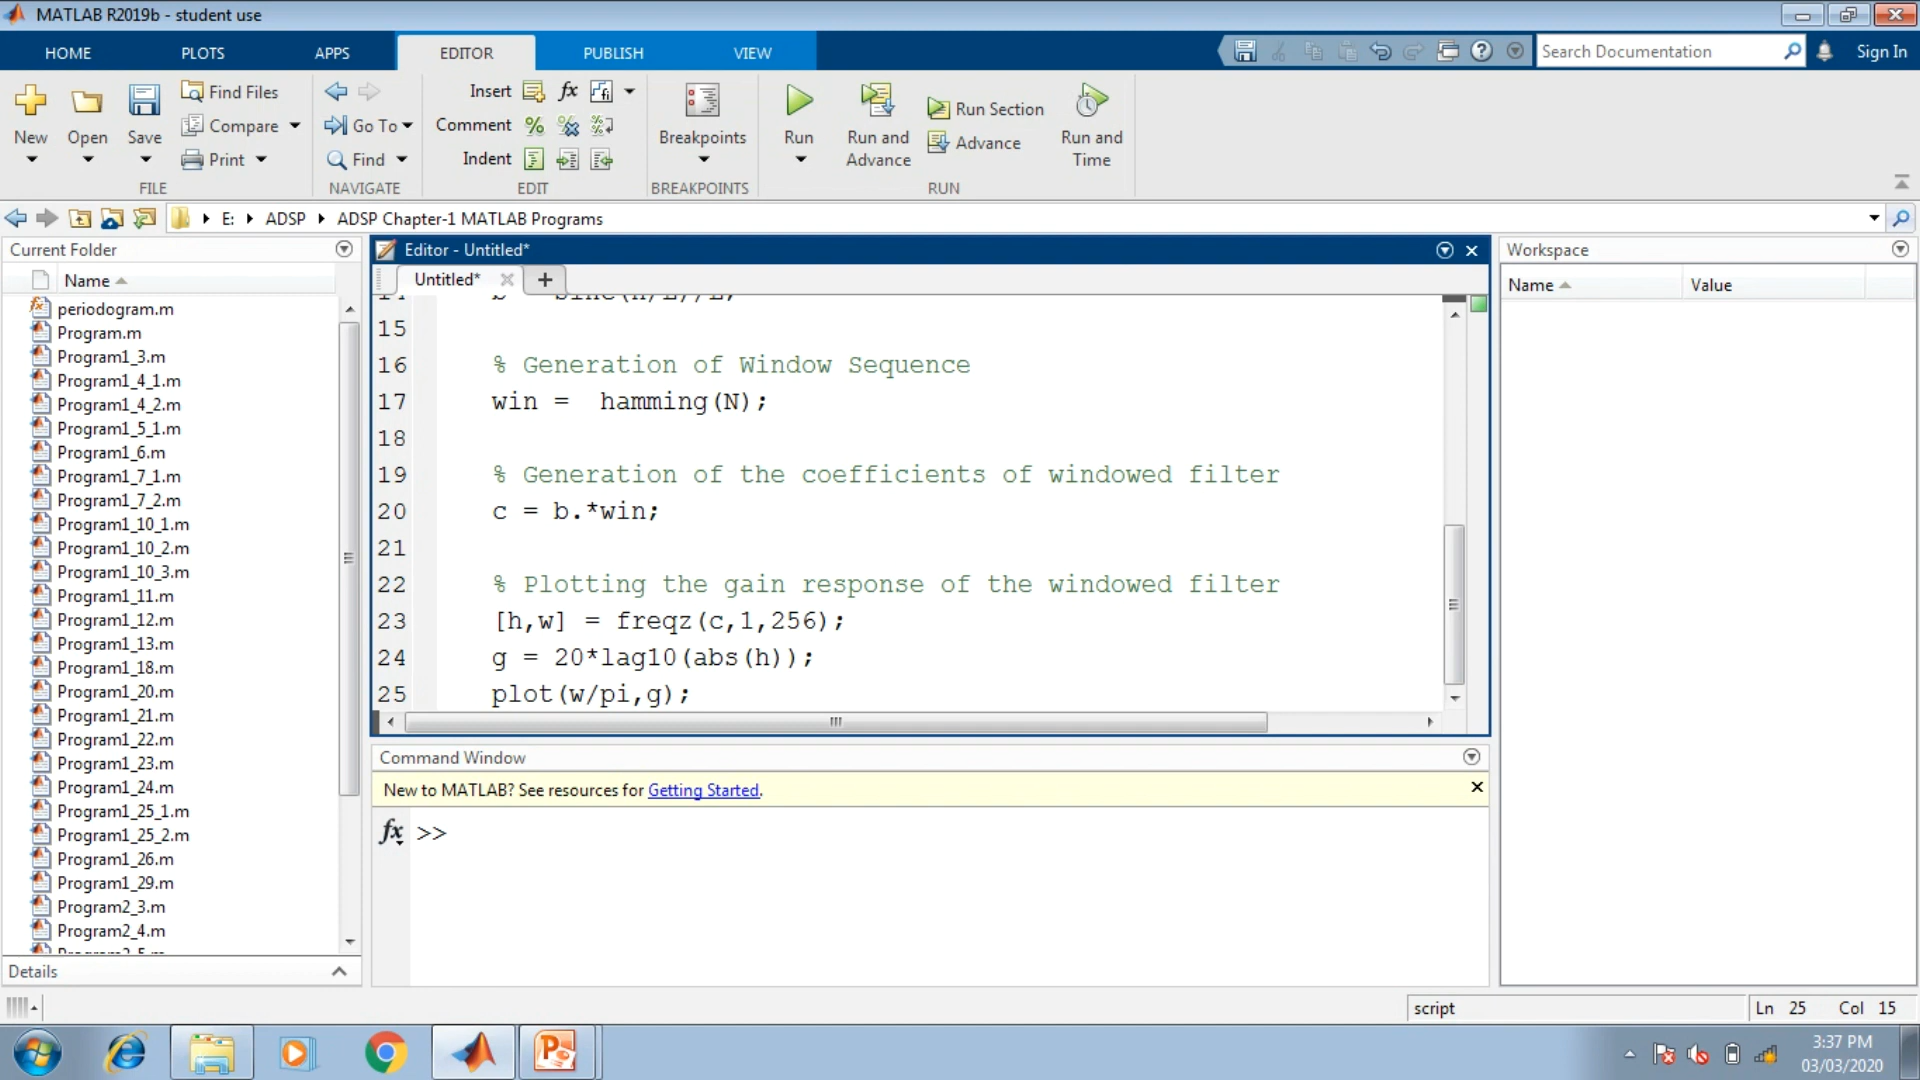 MATLAB R2019b - student use
HOME PLOTS APPS EDITOR PUBLISH VIEW
Search Documentation
Sign In
New
Open
Save
Find Files
Compare
Print
FILE
Go To
Find
NAVIGATE
Insert fx
Comment
Indent
EDIT
Breakpoints
BREAKPOINTS
Run
Run and Advance
Run Section
Advance
Run and Time
RUN
E: ADSP ADSP Chapter-1 MATLAB Programs
Current Folder
Name
periodogram.m
Program.m
Program1_3.m
Program1_4_1.m
Program1_4_2.m
Program1_5_1.m
Program1_6.m
Program1_7_1.m
Program1_7_2.m
Program1_10_1.m
Program1_10_2.m
Program1_10_3.m
Program1_11.m
Program1_12.m
Program1_13.m
Program1_18.m
Program1_20.m
Program1_21.m
Program1_22.m
Program1_23.m
Program1_24.m
Program1_25_1.m
Program1_25_2.m
Program1_26.m
Program1_29.m
Program2_3.m
Program2_4.m
Details
Editor - Untitled*
Untitled* +
15
16 % Generation of Window Sequence
17 win = hamming(N);
18
19 % Generation of the coefficients of windowed filter
20 c = b.*win;
21
22 % Plotting the gain response of the windowed filter
23 [h,w] = freqz(c,1,256);
24 g = 20*lag10(abs(h));
25 plot(w/pi,g);
Command Window
New to MATLAB? See resources for Getting Started.
fx >>
Workspace
Name Value
script
Ln 25 Col 15
3:37 PM
03/03/2020